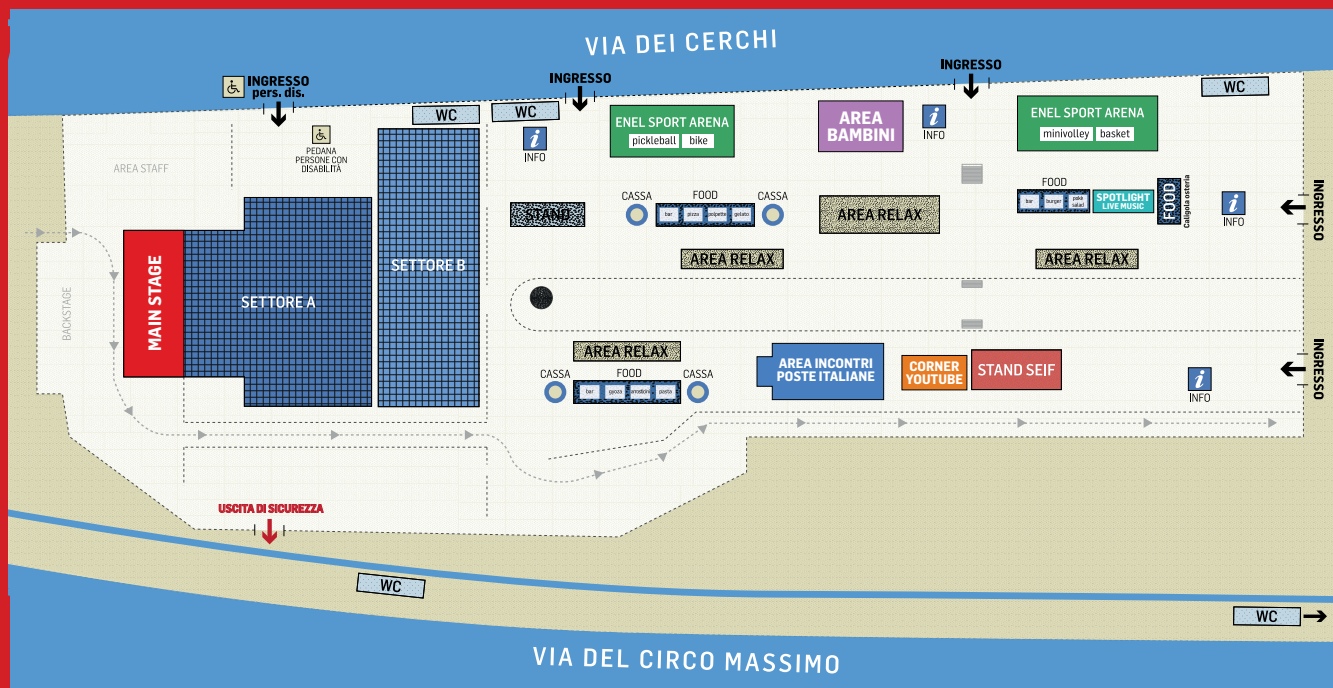 VIA DEI CERCHI
INGRESSO
pers. dis.
INGRESSO
INGRESSO
WC
WC
WC
PEDANA
PERSONE CON
DISABILITÀ
AREA STAFF
INFO
ENEL SPORT ARENA
pickleball bike
AREA
BAMBINI
INFO
ENEL SPORT ARENA
minivolley basket
STAND
CASSA
FOOD
bar pizza polpette gelato
CASSA
AREA RELAX
FOOD
bar burger pokè
salad
SPOTLIGHT
LIVE MUSIC
FOOD
Caligola osteria
INFO
INGRESSO
AREA RELAX
AREA RELAX
BACKSTAGE
MAIN STAGE
SETTORE A
SETTORE B
AREA RELAX
CASSA
FOOD
bar gyoza arrosticini pasta
CASSA
AREA INCONTRI
POSTE ITALIANE
CORNER
YOUTUBE
STAND SEIF
INFO
INGRESSO
USCITA DI SICUREZZA
WC
WC
VIA DEL CIRCO MASSIMO